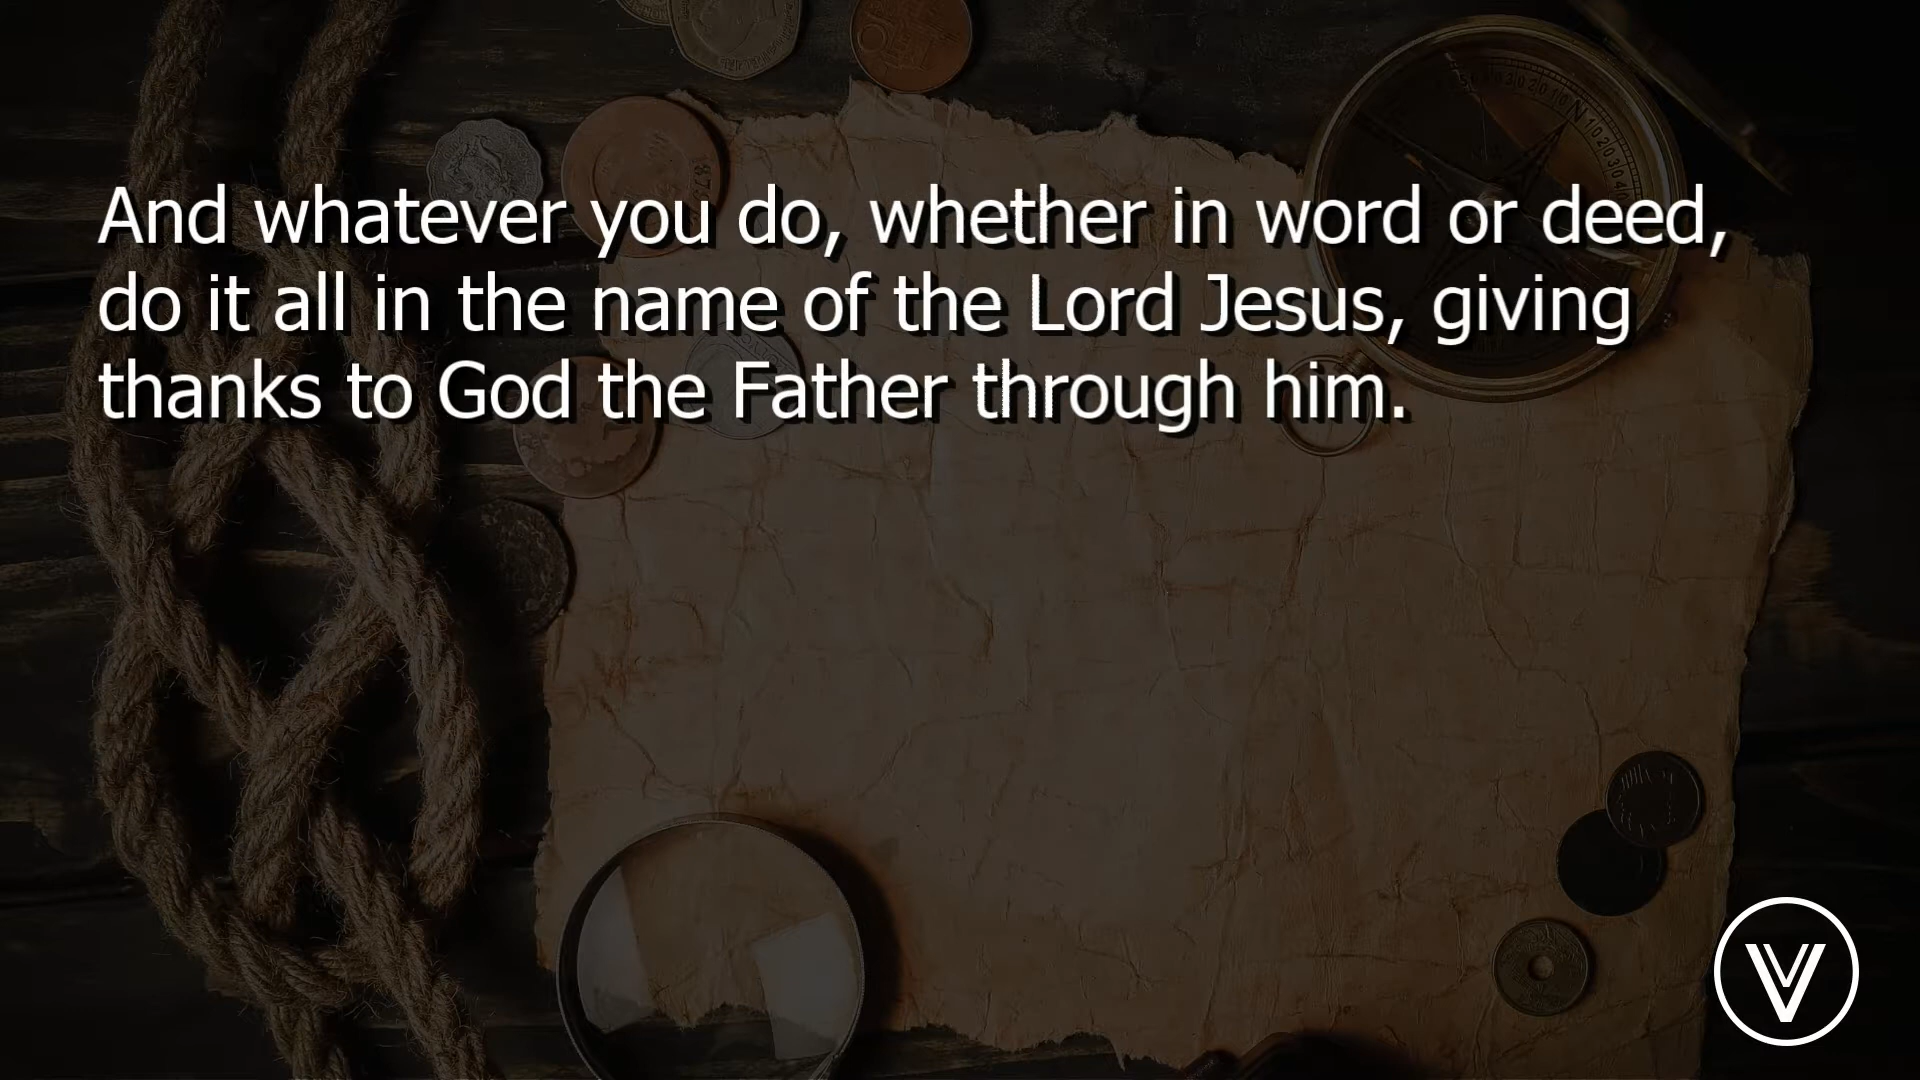 And whatever you do, whether in word or deed,
do it all in the name of the Lord Jesus, giving
thanks to God the Father through him.